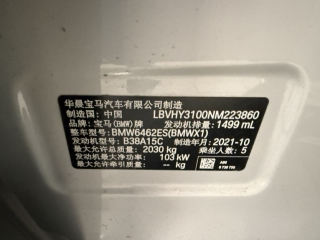 华晨宝马汽车有限公司制造
制造国: 中国 LBVHY3100NM223860
品牌: 宝马(BMW)牌 发动机排量: 1499 mL
整车型号: BMW6462ES(BMWX1)
发动机型号: B38A15C 制造年月: 2021-10
最大允许总质量: 2030 kg 乘坐人数: 5
发动机最大净功率: 103 kW
最大允许牵引质量: - kg